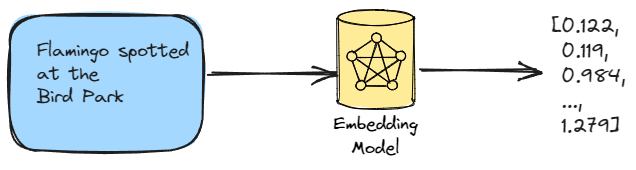 Flamingo spotted
at the
Bird Park
Embedding
Model
[0.122,
0.119,
0.984,
...,
1.279]